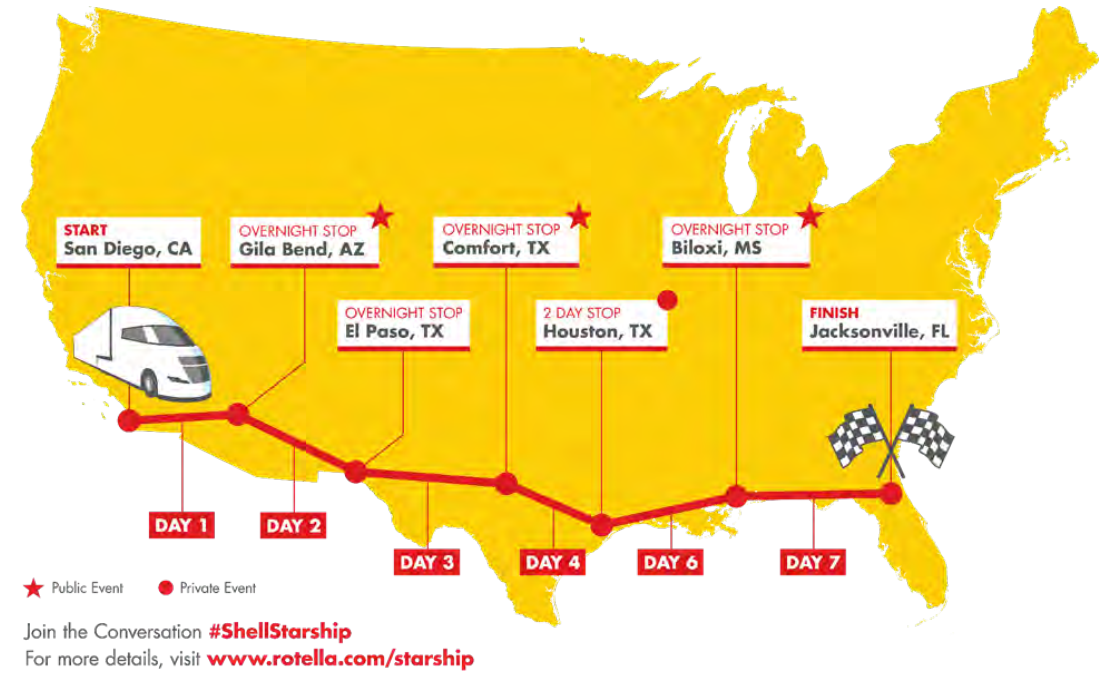 START
San Diego, CA
OVERNIGHT STOP
Gila Bend, AZ
OVERNIGHT STOP
Comfort, TX
OVERNIGHT STOP
Biloxi, MS
OVERNIGHT STOP
El Paso, TX
2 DAY STOP
Houston, TX
FINISH
Jacksonville, FL
DAY 1
DAY 2
DAY 3
DAY 4
DAY 6
DAY 7
Public Event
Private Event
Join the Conversation #ShellStarship
For more details, visit www.rotella.com/starship